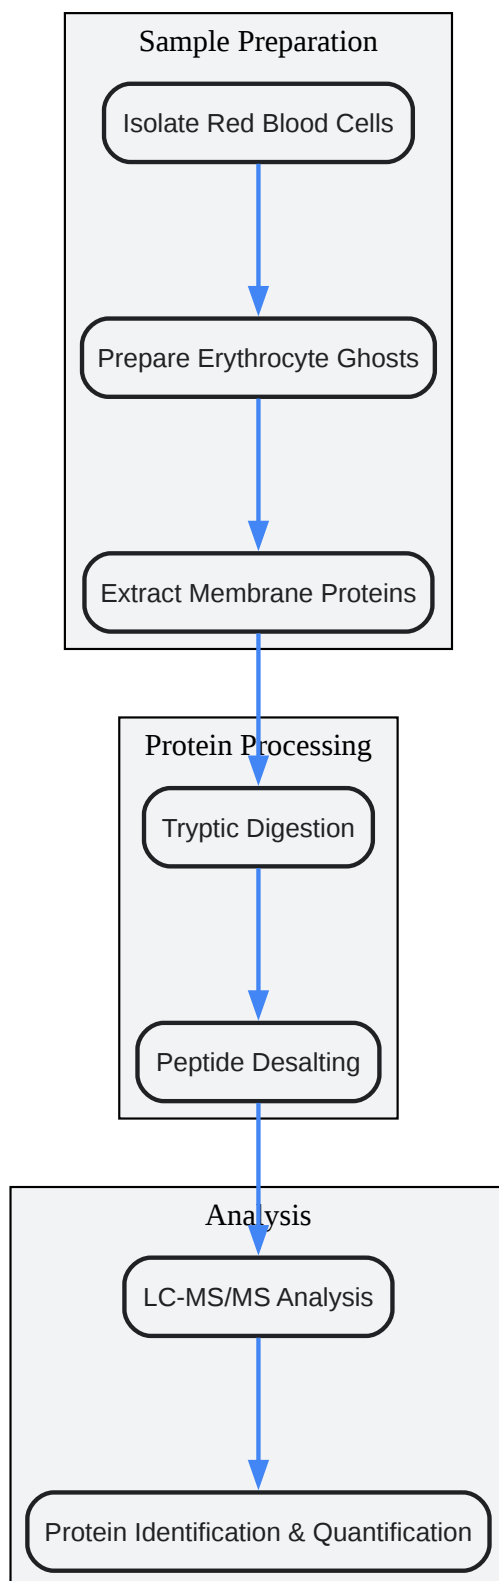 Sample Preparation
Isolate Red Blood Cells
Prepare Erythrocyte Ghosts
Extract Membrane Proteins
Protein Processing
Tryptic Digestion
Peptide Desalting
Analysis
LC-MS/MS Analysis
Protein Identification & Quantification